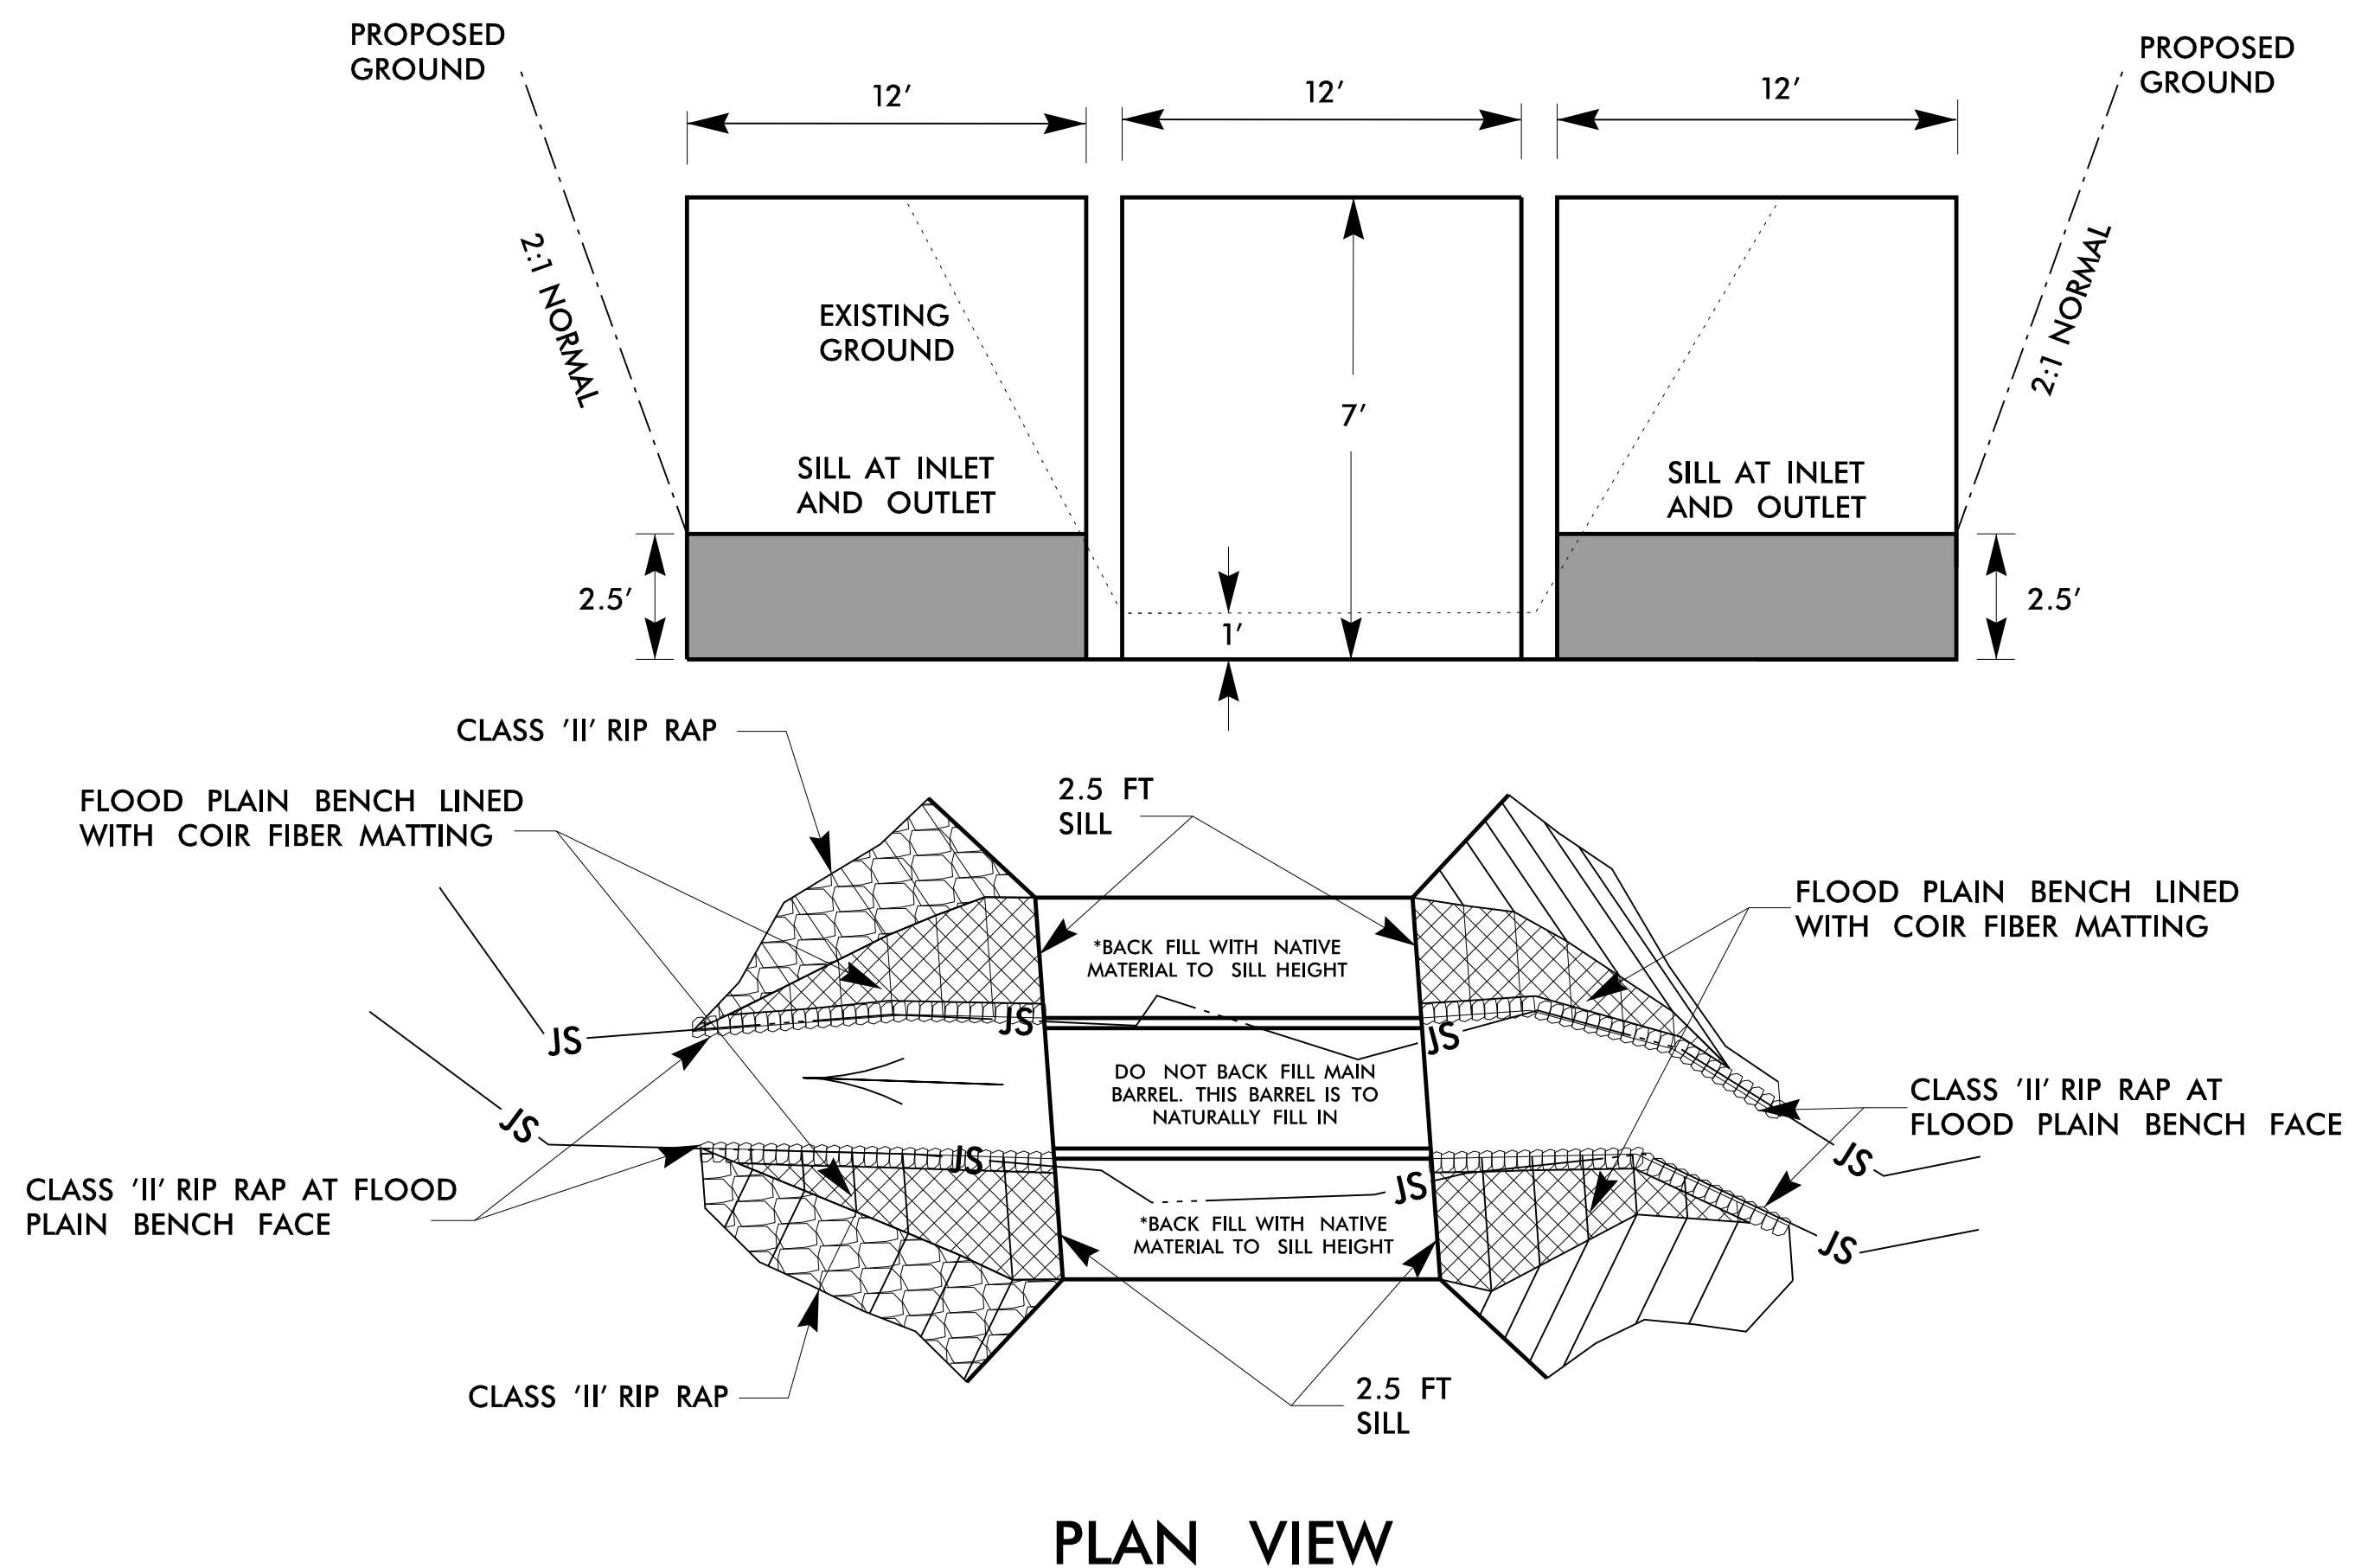 PROPOSED
GROUND
PROPOSED
GROUND
12'
12'
12'
2:1 NORMAL
2:1 NORMAL
EXISTING
GROUND
7'
SILL AT INLET
AND OUTLET
SILL AT INLET
AND OUTLET
2.5'
1'
2.5'
CLASS 'II' RIP RAP
FLOOD PLAIN BENCH LINED
WITH COIR FIBER MATTING
2.5 FT
SILL
FLOOD PLAIN BENCH LINED
WITH COIR FIBER MATTING
*BACK FILL WITH NATIVE
MATERIAL TO SILL HEIGHT
JS
JS
JS
DO NOT BACK FILL MAIN
BARREL. THIS BARREL IS TO
NATURALLY FILL IN
CLASS 'II' RIP RAP AT
FLOOD PLAIN BENCH FACE
JS
JS
JS
JS
JS
CLASS 'II' RIP RAP AT FLOOD
PLAIN BENCH FACE
*BACK FILL WITH NATIVE
MATERIAL TO SILL HEIGHT
CLASS 'II' RIP RAP
2.5 FT
SILL
PLAN VIEW